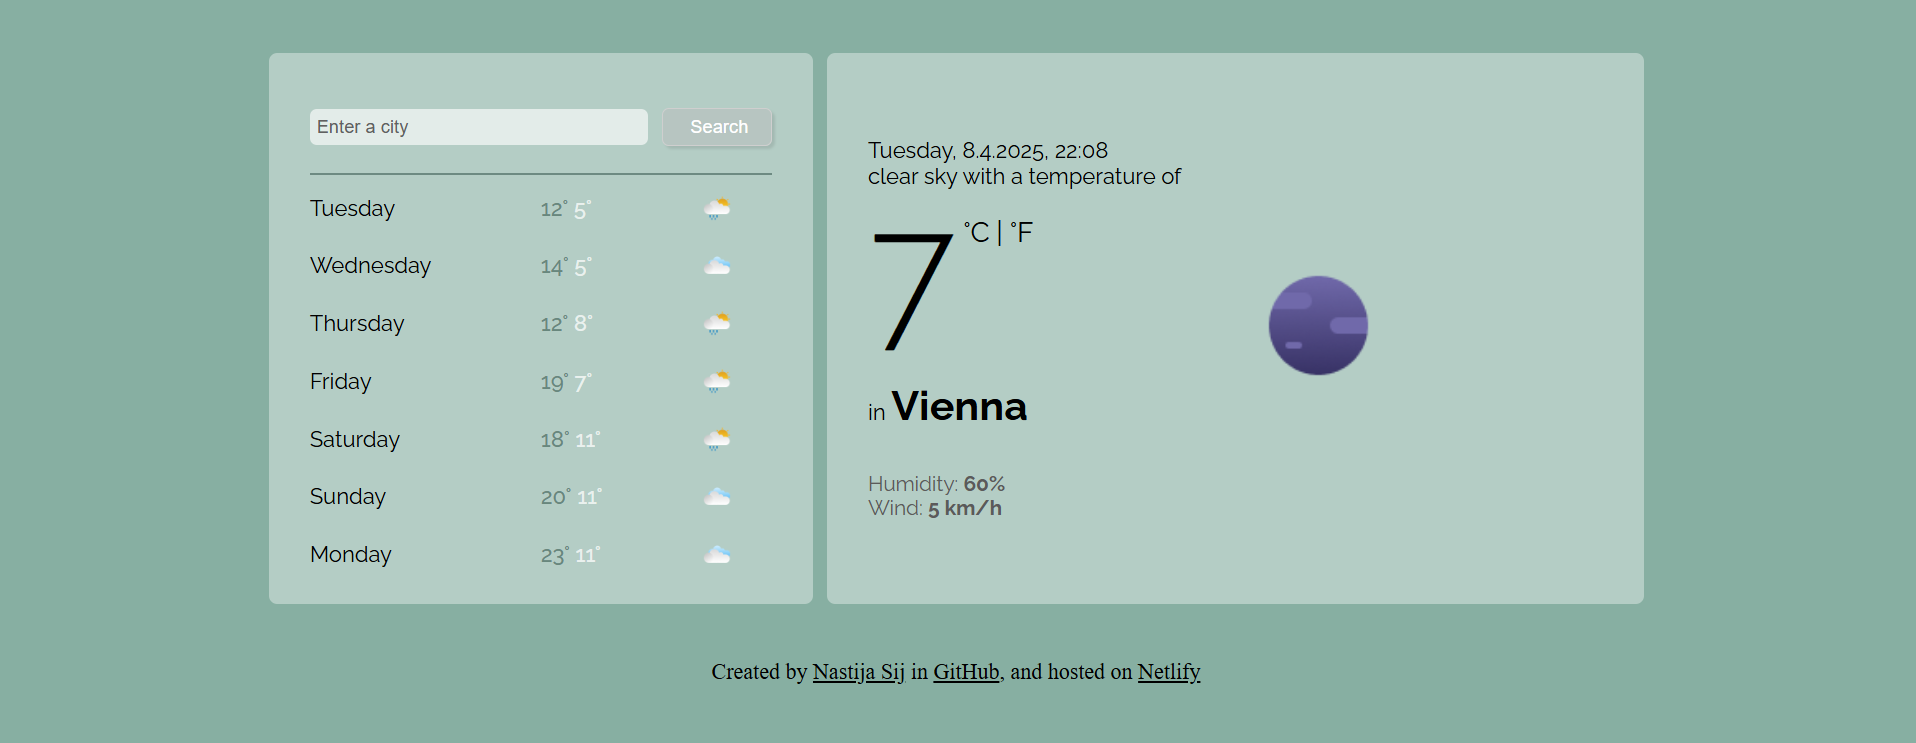 Enter a city
Search
Tuesday 12° 5°
Wednesday 14° 5°
Thursday 12° 8°
Friday 19° 7°
Saturday 18° 11°
Sunday 20° 11°
Monday 23° 11°
Tuesday, 8.4.2025, 22:08
clear sky with a temperature of
7 °C | °F
in Vienna
Humidity: 60%
Wind: 5 km/h
Created by Nastija Sij in GitHub, and hosted on Netlify